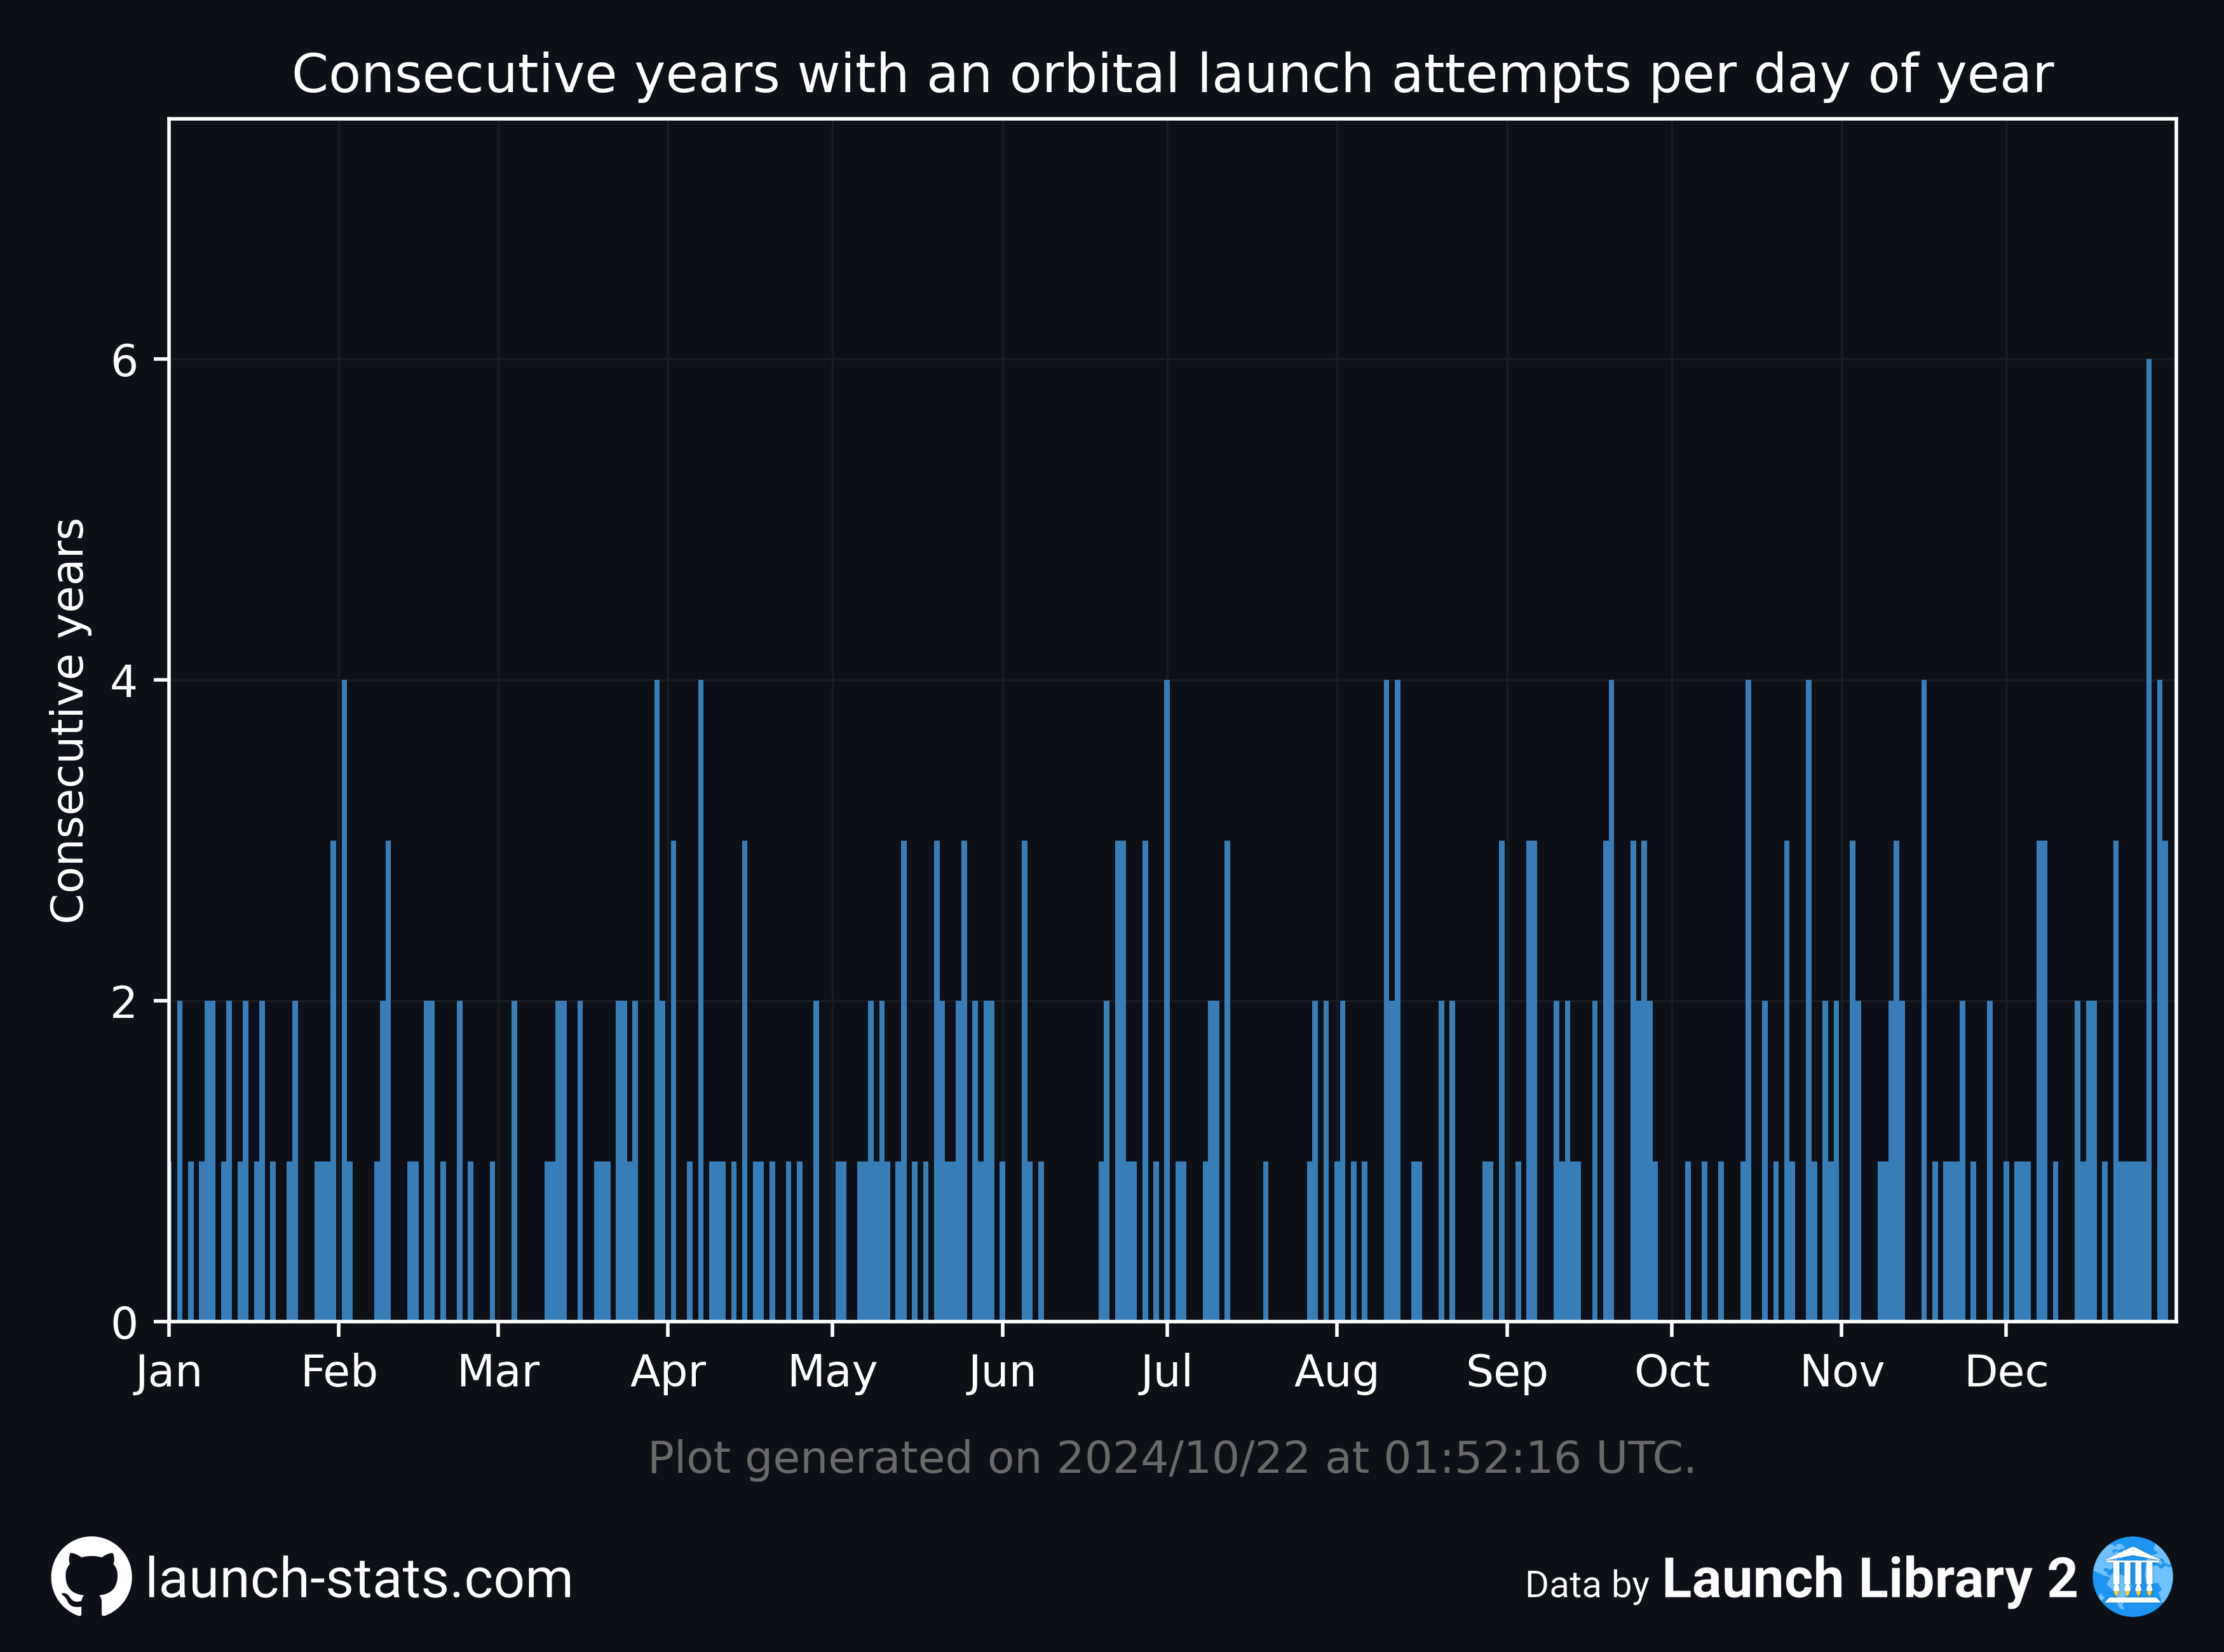 Consecutive years with an orbital launch attempts per day of year
Consecutive years
6
4
2
0
Jan Feb Mar Apr May Jun Jul Aug Sep Oct Nov Dec
Plot generated on 2024/10/22 at 01:52:16 UTC.
launch-stats.com
Data by Launch Library 2